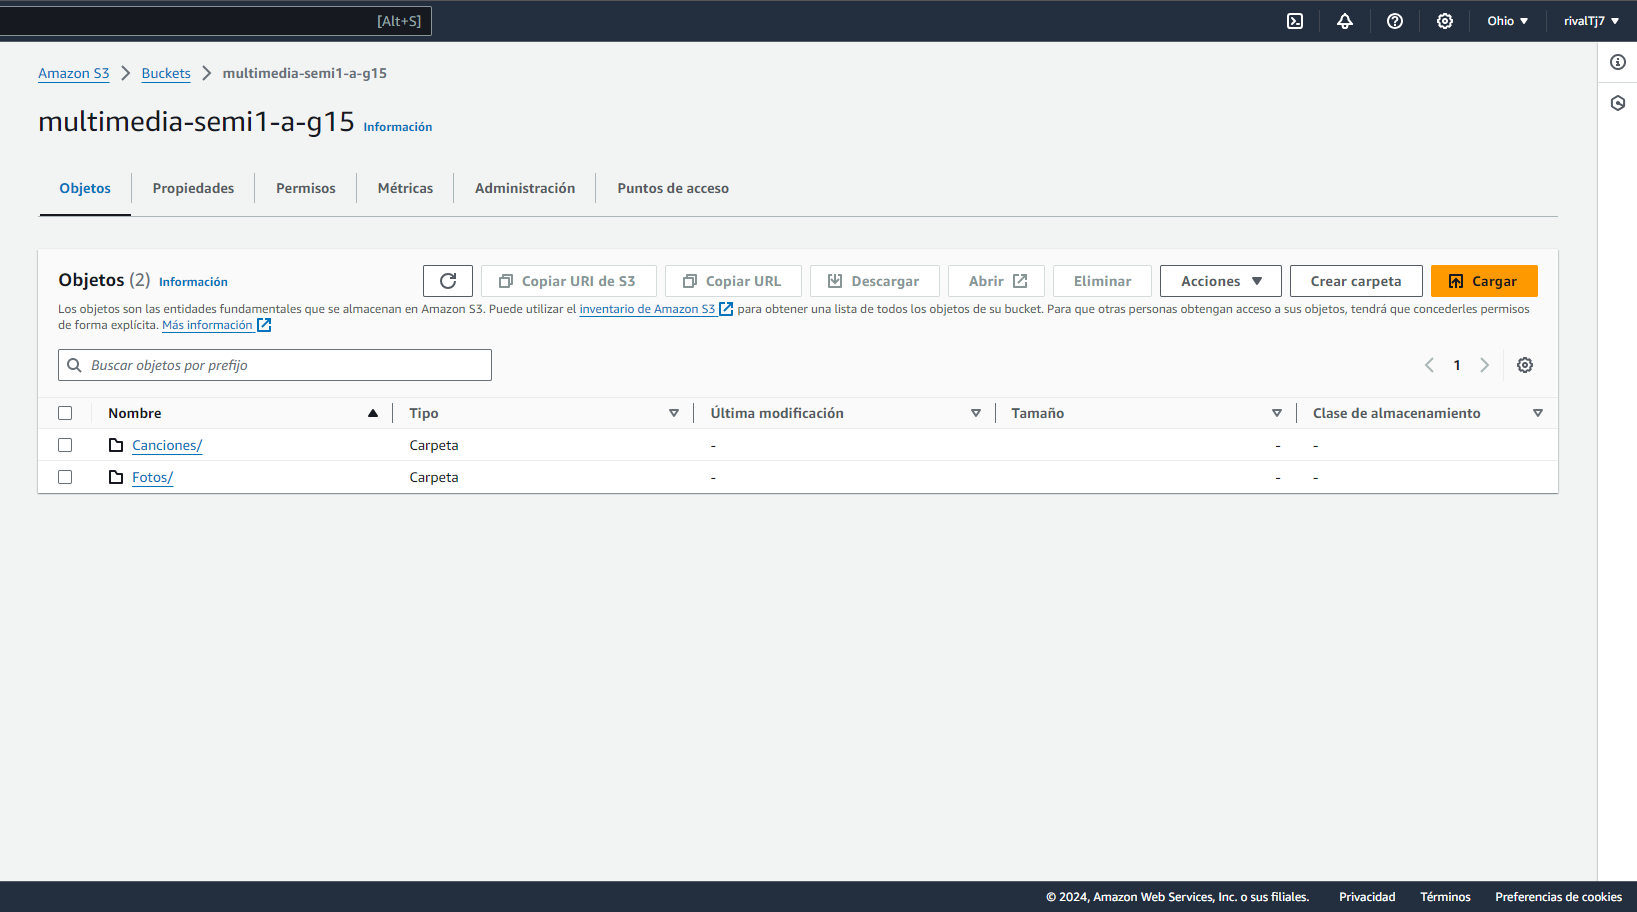 [Alt+S] Ohio rivalTj7
Amazon S3 Buckets multimedia-semi1-a-g15
multimedia-semi1-a-g15 Información
Objetos Propiedades Permisos Métricas Administración Puntos de acceso
Objetos (2) Información Copiar URI de S3 Copiar URL Descargar Abrir Eliminar Acciones Crear carpeta Cargar
Los objetos son las entidades fundamentales que se almacenan en Amazon S3. Puede utilizar el inventario de Amazon S3 para obtener una lista de todos los objetos de su bucket. Para que otras personas obtengan acceso a sus objetos, tendrá que concederles permisos
de forma explícita. Más información
Buscar objetos por prefijo 1
Nombre Tipo Última modificación Tamaño Clase de almacenamiento
Canciones/ Carpeta - - -
Fotos/ Carpeta - - -
© 2024, Amazon Web Services, Inc. o sus filiales. Privacidad Términos Preferencias de cookies